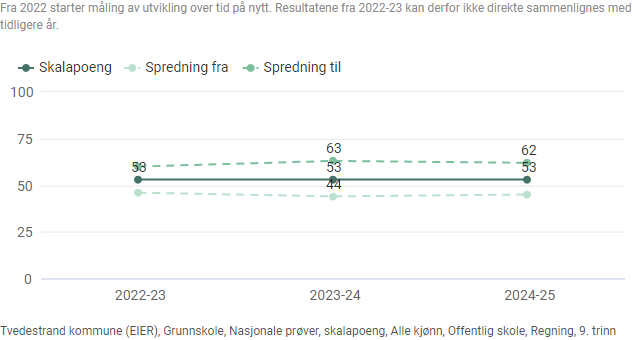 Fra 2022 starter måling av utvikling over tid på nytt. Resultatene fra 2022-23 kan derfor ikke direkte sammenlignes med
tidligere år.
Skalapoeng Spredning fra Spredning til
100
75
50
25
0
63
62
53
53
44
2022-23 2023-24 2024-25
Tvedestrand kommune (EIER), Grunnskole, Nasjonale prøver, skalapoeng, Alle kjønn, Offentlig skole, Regning, 9. trinn